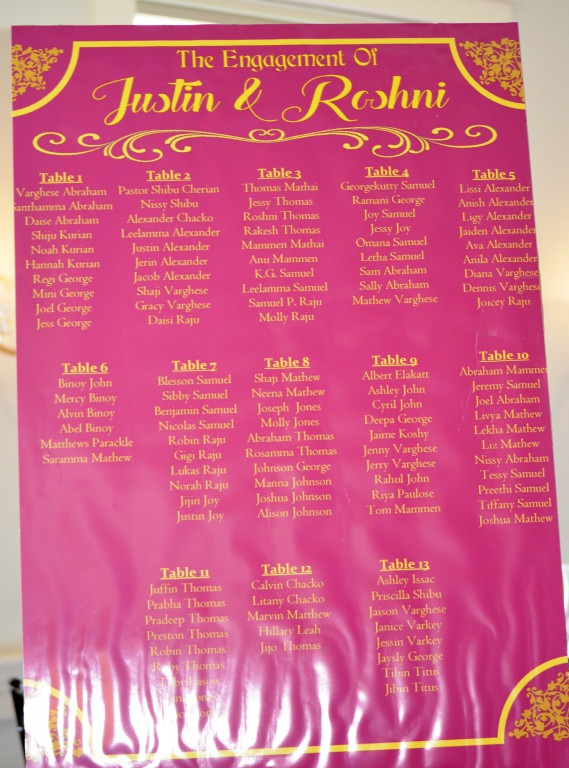 The Engagement Of
Justin & Roshni
Table 1
Varghese Abraham
Santhamma Abraham
Daise Abraham
Shiju Kurian
Noah Kurian
Hannah Kurian
Regi George
Mini George
Joel George
Jess George
Table 2
Pastor Shibu Cherian
Nissy Shibu
Alexander Chacko
Leelamma Alexander
Justin Alexander
Jerin Alexander
Jacob Alexander
Shaji Varghese
Gracy Varghese
Daisi Raju
Table 3
Thomas Mathai
Jessy Thomas
Roshni Thomas
Rakesh Thomas
Mammen Mathai
Anu Mammen
K.G. Samuel
Leelamma Samuel
Samuel P. Raju
Molly Raju
Table 4
Georgekutty Samuel
Ramani George
Joy Samuel
Jessy Joy
Omana Samuel
Letha Samuel
Sam Abraham
Sally Abraham
Mathew Varghese
Table 5
Lissi Alexander
Anish Alexander
Ligy Alexander
Jaiden Alexander
Ava Alexander
Anila Alexander
Diana Varghese
Dennis Varghese
Joicey Raju
Table 6
Binoy John
Mercy Binoy
Alvin Binoy
Abel Binoy
Matthews Parackle
Saramma Mathew
Table 7
Blesson Samuel
Sibby Samuel
Benjamin Samuel
Nicolas Samuel
Robin Raju
Gigi Raju
Lukas Raju
Norah Raju
Jijin Joy
Justin Joy
Table 8
Shaji Mathew
Neena Mathew
Joseph Jones
Molly Jones
Abraham Thomas
Rosamma Thomas
Johnson George
Manna Johnson
Joshua Johnson
Alison Johnson
Table 9
Albert Elakatt
Ashley John
Cyril John
Deepa George
Jaime Koshy
Jenny Varghese
Jerry Varghese
Rahul John
Riya Paulose
Tom Mammen
Table 10
Abraham Mammen
Jeremy Samuel
Joel Abraham
Livya Mathew
Lekha Mathew
Liz Mathew
Nissy Abraham
Tessy Samuel
Preethi Samuel
Tiffany Samuel
Joshua Mathew
Table 11
Juffin Thomas
Prabha Thomas
Pradeep Thomas
Preston Thomas
Robin Thomas
Thomas
Table 12
Calvin Chacko
Litany Chacko
Marvin Matthew
Hillary Leah
Jijo Thomas
Table 13
Ashley Issac
Priscilla Shibu
Jaison Varghese
Janice Varkey
Jessin Varkey
Jaysly George
Tibin Titus
Jibin Titus